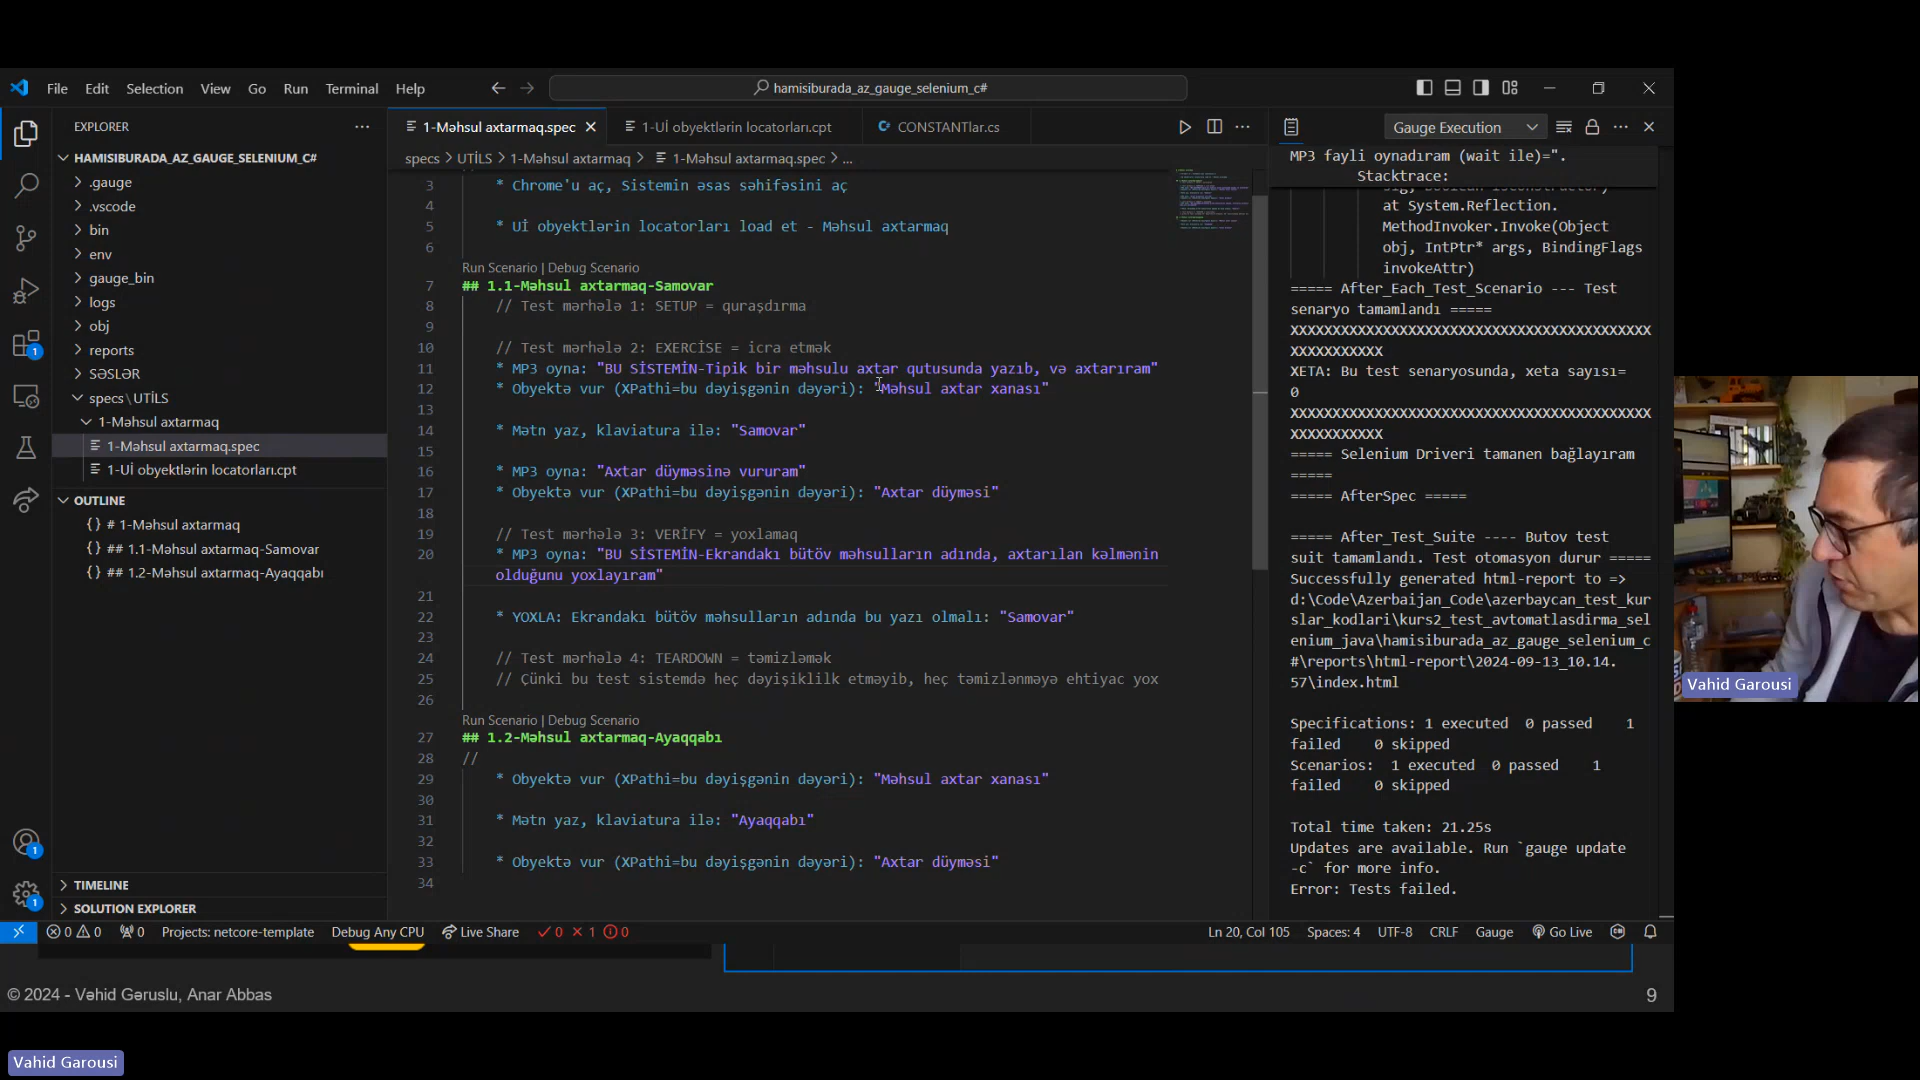 File Edit Selection View Go Run Terminal Help
hamisiburada_az_gauge_selenium_c#
EXPLORER
HAMISIBURADA_AZ_GAUGE_SELENIUM_C#
.gauge
.vscode
bin
env
gauge_bin
logs
obj
reports
SƏSLƏR
specs\UTİLS
1-Məhsul axtarmaq
1-Məhsul axtarmaq.spec
1-Uİ obyektlərin locatorları.cpt
OUTLINE
# 1-Məhsul axtarmaq
## 1.1-Məhsul axtarmaq-Samovar
## 1.2-Məhsul axtarmaq-Ayaqqabı
TIMELINE
SOLUTION EXPLORER
1-Məhsul axtarmaq.spec
1-Uİ obyektlərin locatorları.cpt
CONSTANTlar.cs
specs > UTİLS > 1-Məhsul axtarmaq > 1-Məhsul axtarmaq.spec > ...
3 * Chrome'u aç, Sistemin əsas səhifəsini aç
4
5 * Uİ obyektlərin locatorları load et - Məhsul axtarmaq
6
Run Scenario | Debug Scenario
7 ## 1.1-Məhsul axtarmaq-Samovar
8 // Test mərhələ 1: SETUP = quraşdırma
9
10 // Test mərhələ 2: EXERCİSE = icra etmək
11 * MP3 oyna: "BU SİSTEMİN-Tipik bir məhsulu axtar qutusunda yazıb, və axtarıram"
12 * Obyektə vur (XPathi=bu dəyişgənin dəyəri): "Məhsul axtar xanası"
13
14 * Mətn yaz, klaviatura ilə: "Samovar"
15
16 * MP3 oyna: "Axtar düyməsinə vururam"
17 * Obyektə vur (XPathi=bu dəyişgənin dəyəri): "Axtar düyməsi"
18
19 // Test mərhələ 3: VERİFY = yoxlamaq
20 * MP3 oyna: "BU SİSTEMİN-Ekrandakı bütöv məhsulların adında, axtarılan kəlmənin
olduğunu yoxlayıram"
21
22 * YOXLA: Ekrandakı bütöv məhsulların adında bu yazı olmalı: "Samovar"
23
24 // Test mərhələ 4: TEARDOWN = təmizləmək
25 // Çünki bu test sistemdə heç dəyişiklilk etməyib, heç təmizlənməyə ehtiyac yox
26
Run Scenario | Debug Scenario
27 ## 1.2-Məhsul axtarmaq-Ayaqqabı
28 //
29 * Obyektə vur (XPathi=bu dəyişgənin dəyəri): "Məhsul axtar xanası"
30
31 * Mətn yaz, klaviatura ilə: "Ayaqqabı"
32
33 * Obyektə vur (XPathi=bu dəyişgənin dəyəri): "Axtar düyməsi"
34
Gauge Execution
MP3 fayli oynadıram (wait ile)=".
Stacktrace:
sig, Boolean isConstructor)
at System.Reflection.
MethodInvoker.Invoke(Object
obj, IntPtr* args, BindingFlags
invokeAttr)
===== After_Each_Test_Scenario --- Test
senaryo tamamlandı =====
XXXXXXXXXXXXXXXXXXXXXXXXXXXXXXXXXXXXXXXXXXX
XXXXXXXXXXX
XETA: Bu test senaryosunda, xeta sayısı=
0
XXXXXXXXXXXXXXXXXXXXXXXXXXXXXXXXXXXXXXXXXXX
XXXXXXXXXXX
===== Selenium Driveri tamanen bağlayıram
=====
===== AfterSpec =====
===== After_Test_Suite ---- Butov test
suit tamamlandı. Test otomasyon durur =====
Successfully generated html-report to =>
d:\Code\Azerbaijan_Code\azerbaycan_test_kur
slar_kodlari\kurs2_test_avtomatlasdirma_sel
enium_java\hamisiburada_az_gauge_selenium_c
#\reports\html-report\2024-09-13_10.14.
57\index.html
Specifications: 1 executed 0 passed 1
failed 0 skipped
Scenarios: 1 executed 0 passed 1
failed 0 skipped
Total time taken: 21.25s
Updates are available. Run `gauge update
-c` for more info.
Error: Tests failed.
1
1
1
0 0 0 Projects: netcore-template Debug Any CPU Live Share 0 1 0 Ln 20, Col 105 Spaces: 4 UTF-8 CRLF Gauge Go Live
© 2024 - Vəhid Gəruslu, Anar Abbas
9
Vahid Garousi
Vahid Garousi